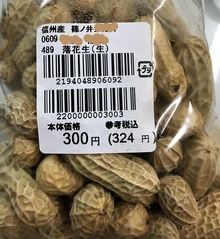 信州産 篠ノ井
0609
489 落花生(生)
2194048906092
2200000003003
本体価格 参考税込
300円 (324 円)